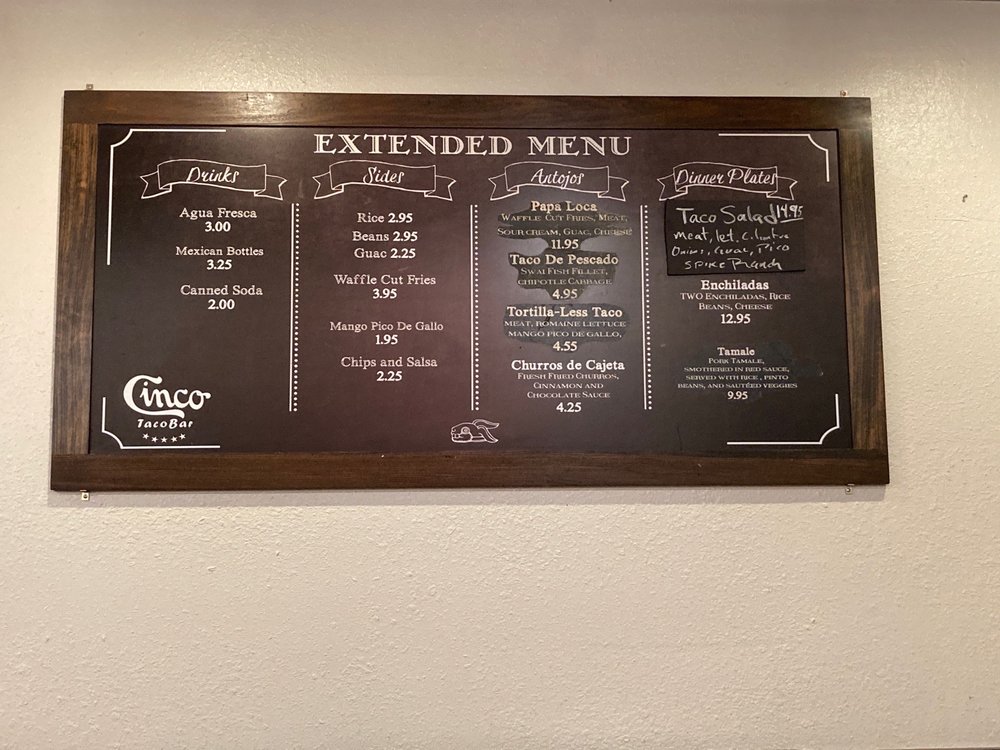 EXTENDED MENU
Drinks
Agua Fresca
3.00
Mexican Bottles
3.25
Canned Soda
2.00
Cinco
TacoBar
Sides
Rice 2.95
Beans 2.95
Guac 2.25
Waffle Cut Fries
3.95
Mango Pico De Gallo
1.95
Chips and Salsa
2.25
Antojos
Papa Loca
Waffle Cut Fries, Meat,
Sour Cream, Guac, Cheese
11.95
Taco De Pescado
Swai Fish Fillet,
Chipotle Cabbage
4.95
Tortilla-Less Taco
Meat, Romaine Lettuce
Mango Pico De Gallo,
4.55
Churros de Cajeta
Fresh Fried Churros,
Cinnamon and
Chocolate Sauce
4.25
Dinner Plates
Taco Salad 14.95
Meat, let. Cilantro
Onions, Guac, Pico
Ranch
Enchiladas
TWO Enchiladas, Rice
Beans, Cheese
12.95
Tamale
Pork Tamale,
smothered in red sauce,
served with rice, pinto
beans, and sautéed veggies
9.95